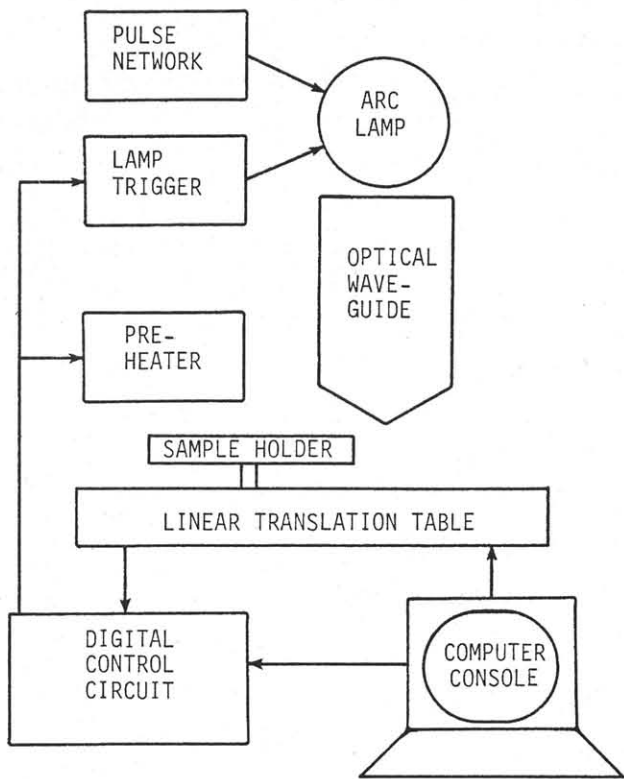 PULSE
NETWORK
ARC
LAMP
LAMP
TRIGGER
OPTICAL
WAVE-
GUIDE
PRE-
HEATER
SAMPLE HOLDER
LINEAR TRANSLATION TABLE
DIGITAL
CONTROL
CIRCUIT
COMPUTER
CONSOLE